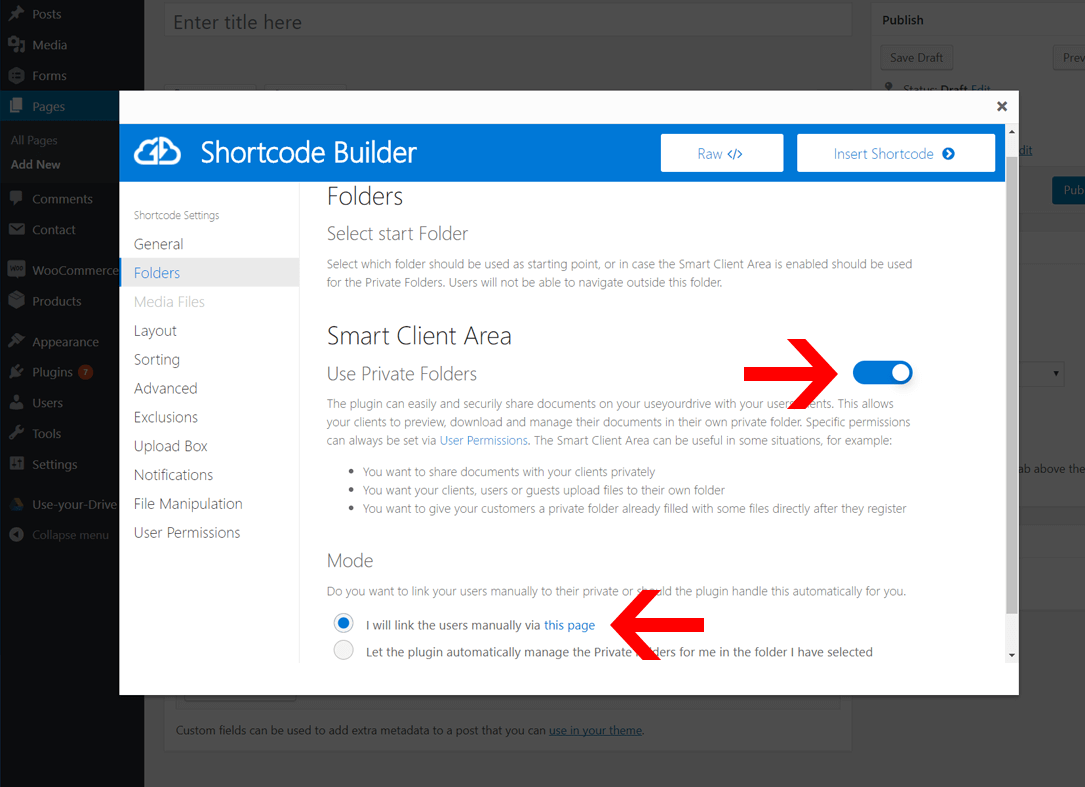 Posts
Media
Forms
Pages
All Pages
Add New
Comments
Contact
WOO WooCommerce
Products
Appearance
Plugins 7
Users
Tools
Settings
Use-your-Drive
Collapse menu
Enter title here
Publish
Save Draft
Prev
Status: Draft Edit
dit
Pub
ab above the
Shortcode Builder
Raw </>
Insert Shortcode
Shortcode Settings
General
Folders
Media Files
Layout
Sorting
Advanced
Exclusions
Upload Box
Notifications
File Manipulation
User Permissions
Folders
Select start Folder
Select which folder should be used as starting point, or in case the Smart Client Area is enabled should be used
for the Private Folders. Users will not be able to navigate outside this folder.
Smart Client Area
Use Private Folders
The plugin can easily and securily share documents on your useyourdrive with your users ents. This allows
your clients to preview, download and manage their documents in their own private folder. Specific permissions
can always be set via User Permissions. The Smart Client Area can be useful in some situations, for example:
• You want to share documents with your clients privately
• You want your clients, users or guests upload files to their own folder
• You want to give your customers a private folder already filled with some files directly after they register
Mode
Do you want to link your users manually to their private or should the plugin handle this automatically for you.
I will link the users manually via this page
Let the plugin automatically manage the Private Folders for me in the folder I have selected
Custom fields can be used to add extra metadata to a post that you can use in your theme.